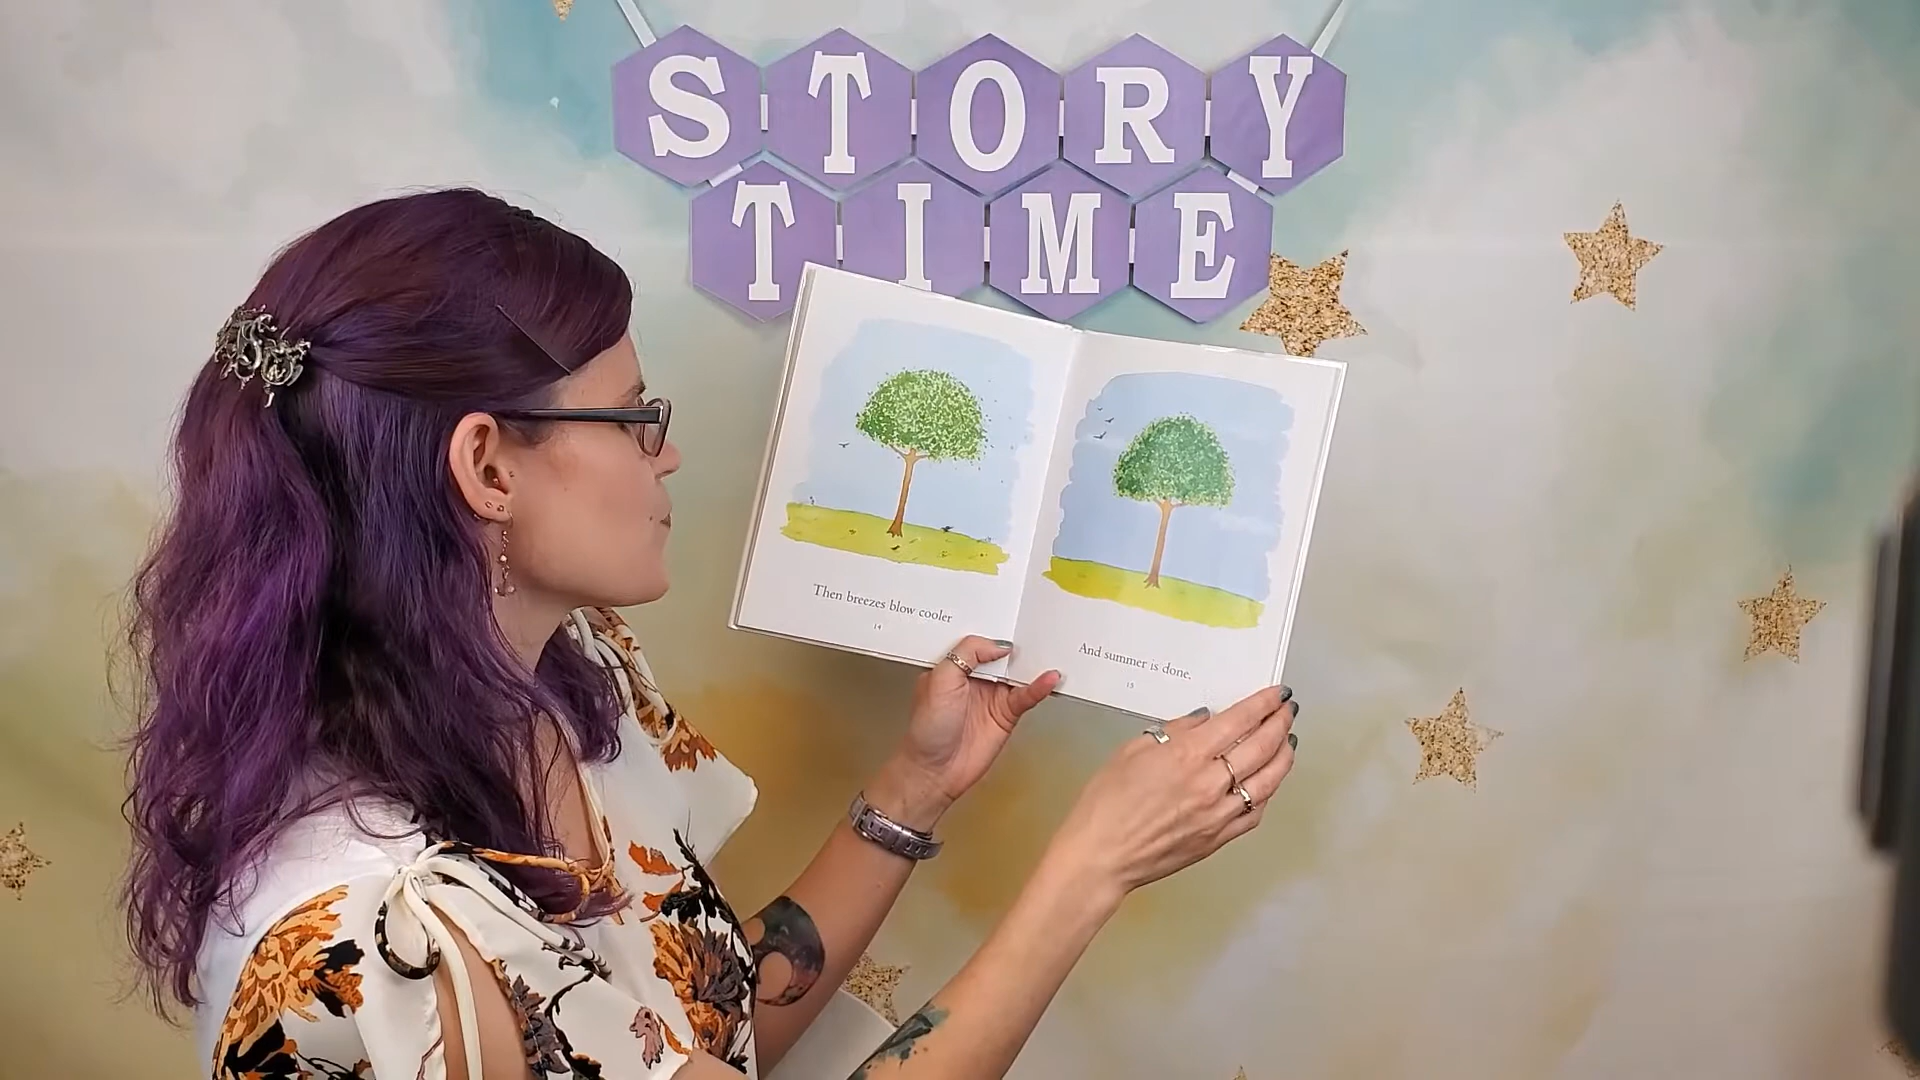 STORY
TIME
Then breezes blow cooler
14
And summer is done.
15